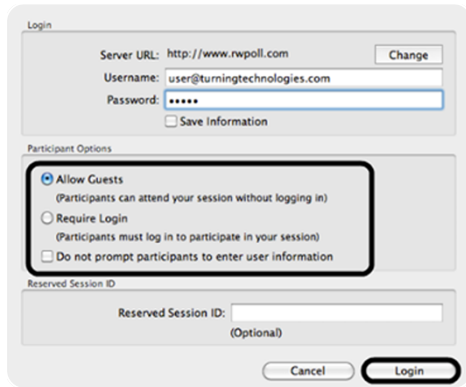 Login
Server URL: http://www.rwpoll.com Change
Username: user@turningtechnologies.com
Password: •••••
Save Information
Participant Options
Allow Guests
(Participants can attend your session without logging in)
Require Login
(Participants must log in to participate in your session)
Do not prompt participants to enter user information
Reserved Session ID
Reserved Session ID:
(Optional)
Cancel Login